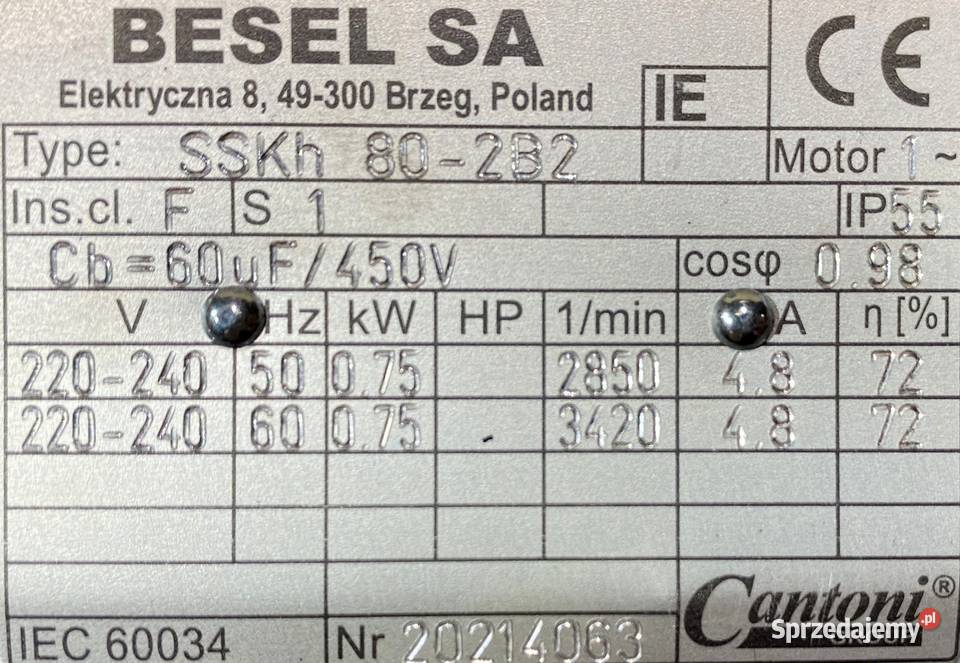 BESEL SA
Elektryczna 8, 49-300 Brzeg, Poland
IE
CE
Type: SSKh 80-2B2
Motor 1 ~
Ins.cl. F S 1 IP55
Cb=60uF/450V cosφ 0.98
V Hz kW HP 1/min A η [%]
220-240 50 0.75 2850 4.8 72
220-240 60 0.75 3420 4.8 72
Cantoni®
Sprzedajemy.pl
IEC 60034 Nr 20214063